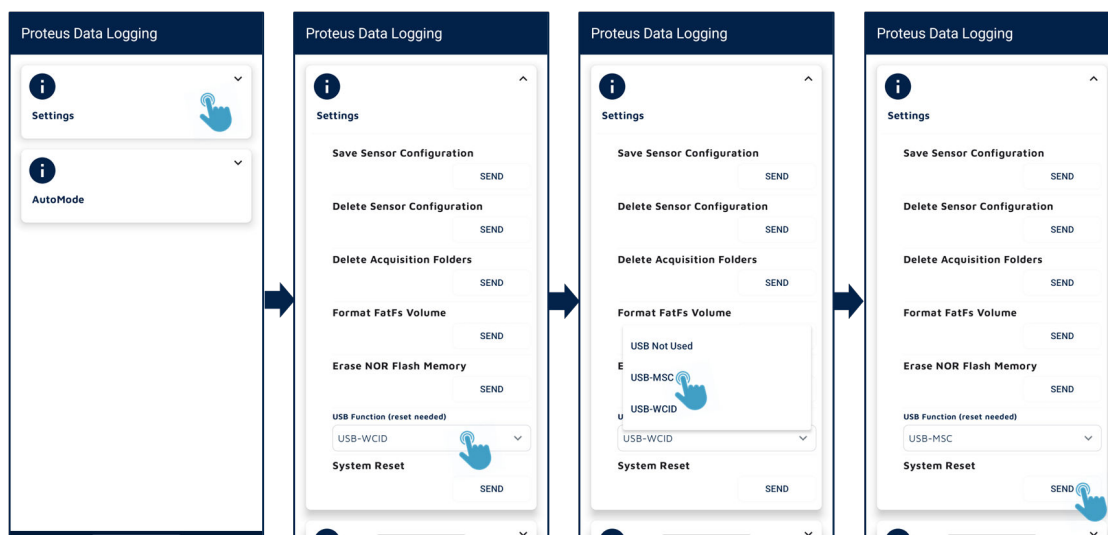 Proteus Data Logging
Settings
AutoMode
Proteus Data Logging
Settings
Save Sensor Configuration
SEND
Delete Sensor Configuration
SEND
Delete Acquisition Folders
SEND
Format FatFs Volume
SEND
Erase NOR Flash Memory
SEND
USB Function (reset needed)
USB-WCID
System Reset
SEND
Proteus Data Logging
Settings
Save Sensor Configuration
SEND
Delete Sensor Configuration
SEND
Delete Acquisition Folders
SEND
Format FatFs Volume
USB Not Used
E
USB-MSC
USB-WCID
U
USB-WCID
System Reset
SEND
Proteus Data Logging
Settings
Save Sensor Configuration
SEND
Delete Sensor Configuration
SEND
Delete Acquisition Folders
SEND
Format FatFs Volume
SEND
Erase NOR Flash Memory
SEND
USB Function (reset needed)
USB-MSC
System Reset
SEND